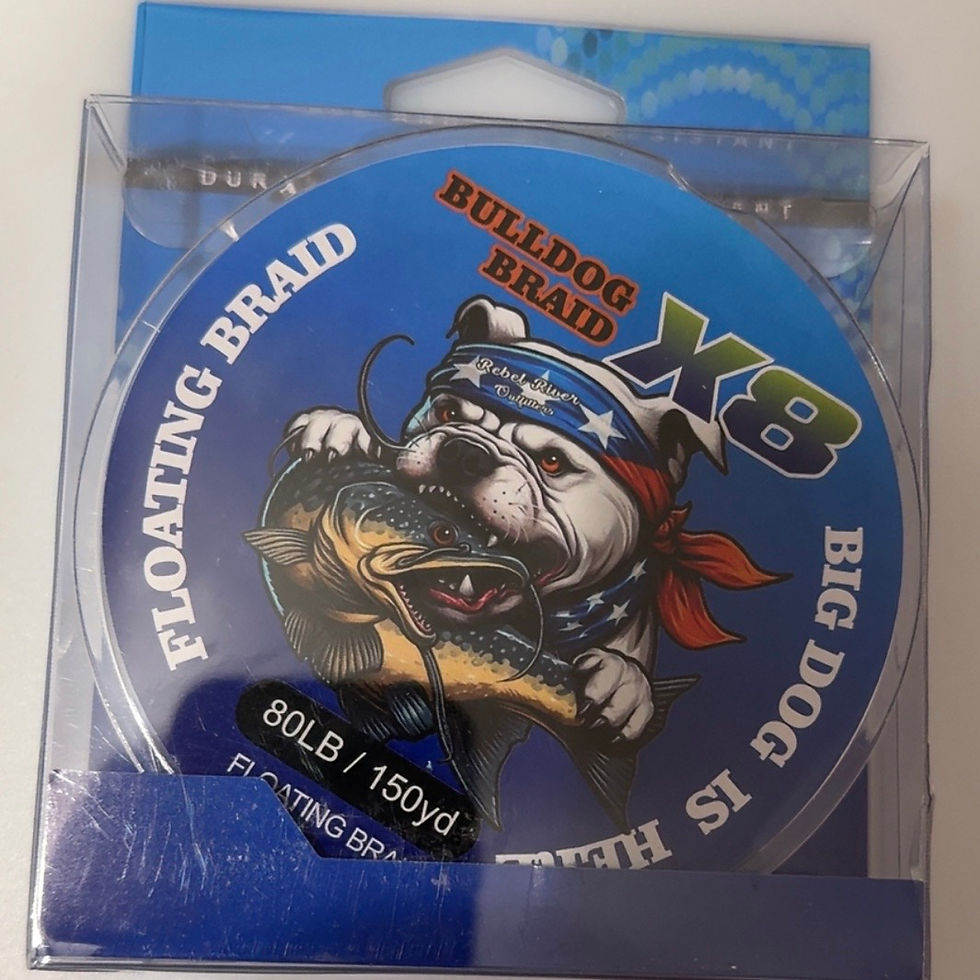 BULLDOG
BRAID
X8
FLOATING BRAID
Rebel River
Outfitters
BIG DOG IS HERE
80LB / 150yd